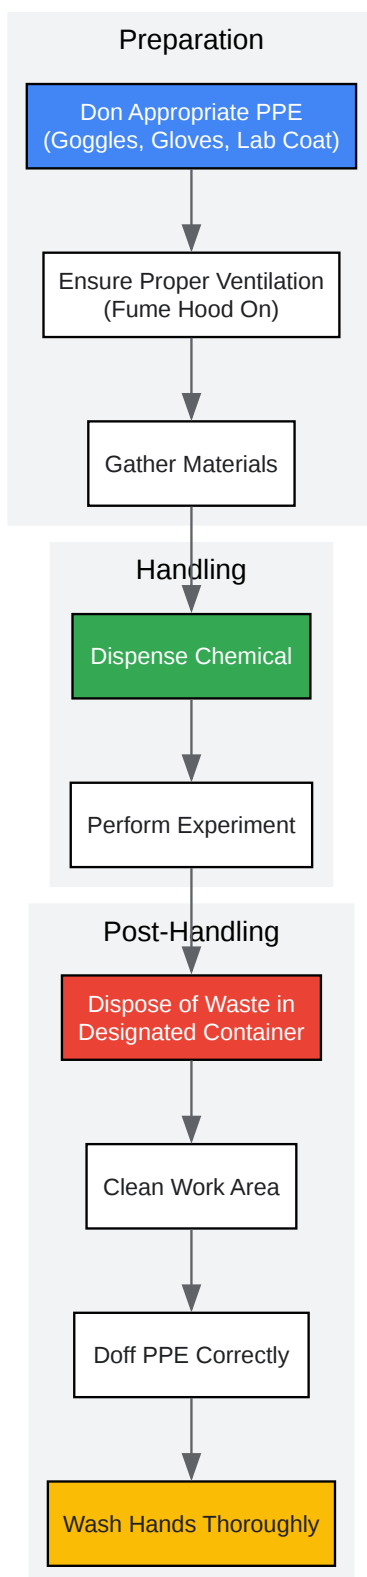 Preparation
Don Appropriate PPE
(Goggles, Gloves, Lab Coat)
Ensure Proper Ventilation
(Fume Hood On)
Gather Materials
Handling
Dispense Chemical
Perform Experiment
Post-Handling
Dispose of Waste in
Designated Container
Clean Work Area
Doff PPE Correctly
Wash Hands Thoroughly